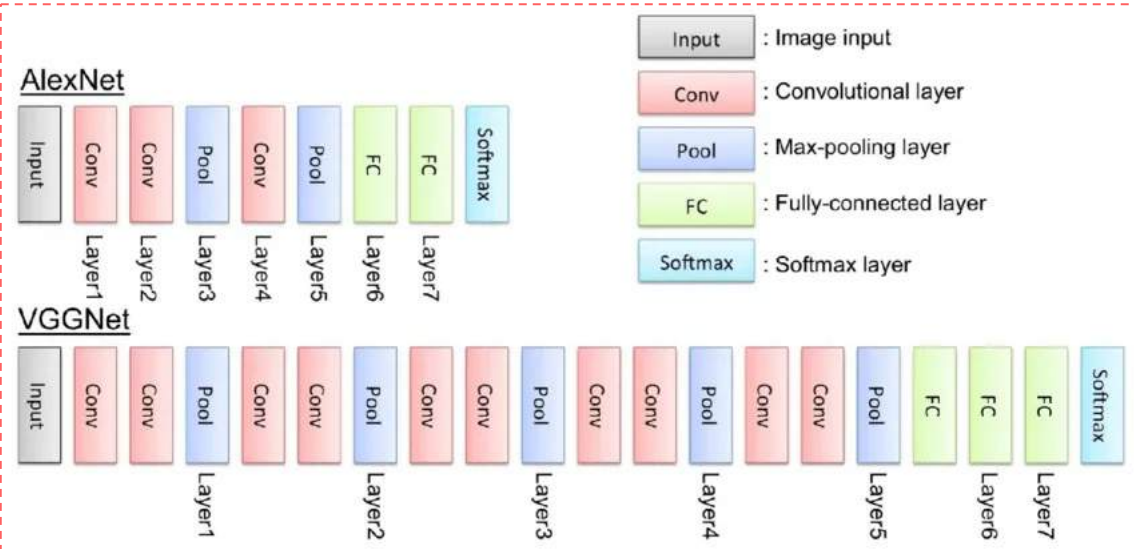 Input : Image input
AlexNet
Conv : Convolutional layer
Pool : Max-pooling layer
FC : Fully-connected layer
Softmax : Softmax layer
Input Conv Conv Pool Conv Pool FC FC Softmax
Layer1 Layer2 Layer3 Layer4 Layer5 Layer6 Layer7
VGGNet
Input Conv Conv Pool Conv Conv Pool Conv Conv Pool Conv Conv Pool Conv Conv Pool FC FC FC Softmax
Layer1 Layer2 Layer3 Layer4 Layer5 Layer6 Layer7